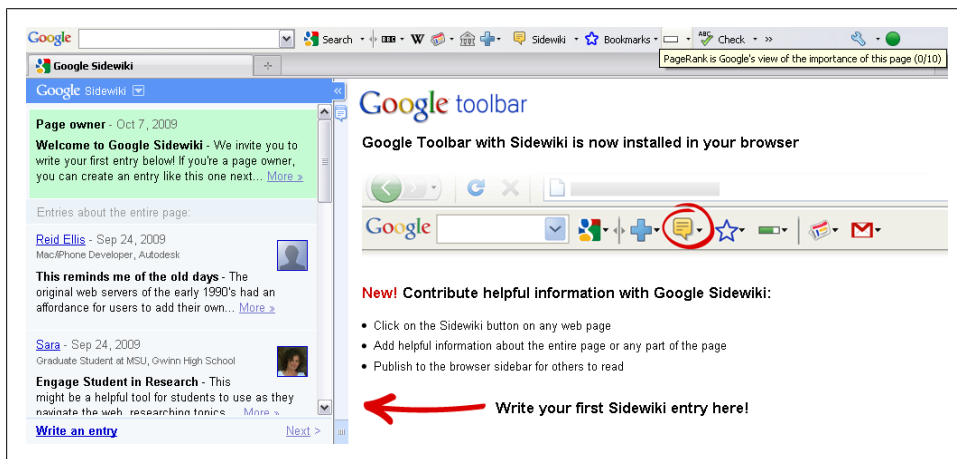 Google Search Sidewiki Bookmarks ABC Check »
PageRank is Google's view of the importance of this page (0/10)
Google Sidewiki
Google Sidewiki «
Page owner - Oct 7, 2009
Welcome to Google Sidewiki - We invite you to
write your first entry below! If you're a page owner,
you can create an entry like this one next... More »
Entries about the entire page:
Reid Ellis - Sep 24, 2009
Mac/iPhone Developer, Autodesk
This reminds me of the old days - The
original web servers of the early 1990's had an
affordance for users to add their own... More »
Sara - Sep 24, 2009
Graduate Student at MSU, Gwinn High School
Engage Student in Research - This
might be a helpful tool for students to use as they
navigate the web, researching topics... More »
Write an entry Next >
Google toolbar
Google Toolbar with Sidewiki is now installed in your browser
Google
New! Contribute helpful information with Google Sidewiki:
• Click on the Sidewiki button on any web page
• Add helpful information about the entire page or any part of the page
• Publish to the browser sidebar for others to read
Write your first Sidewiki entry here!